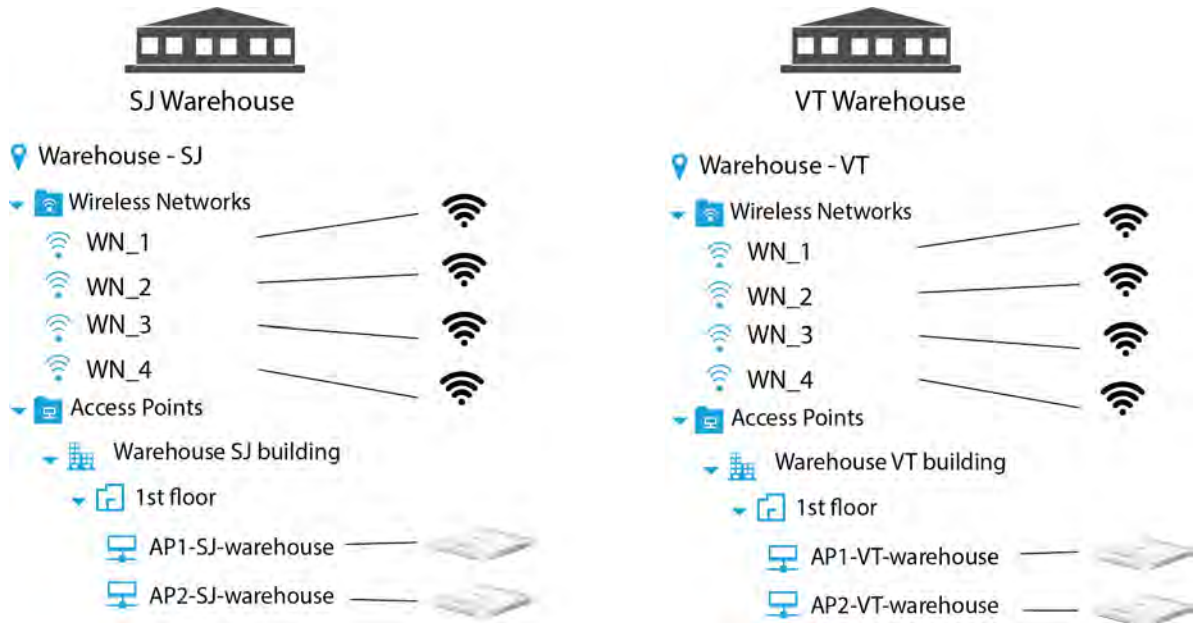 SJ Warehouse
Warehouse - SJ
Wireless Networks
WN_1
WN_2
WN_3
WN_4
Access Points
Warehouse SJ building
1st floor
AP1-SJ-warehouse
AP2-SJ-warehouse
VT Warehouse
Warehouse - VT
Wireless Networks
WN_1
WN_2
WN_3
WN_4
Access Points
Warehouse VT building
1st floor
AP1-VT-warehouse
AP2-VT-warehouse